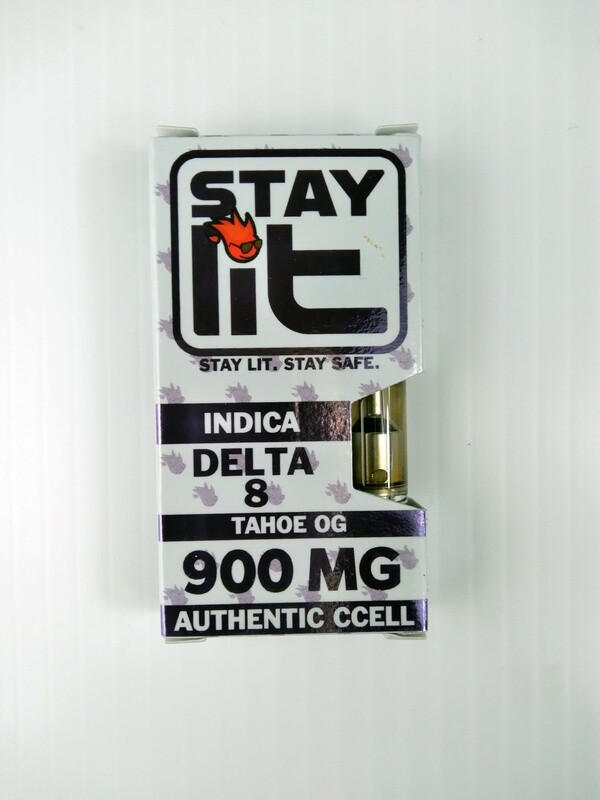 STAY
lit
STAY LIT. STAY SAFE.
INDICA
DELTA
8
TAHOE OG
900 MG
AUTHENTIC CCELL